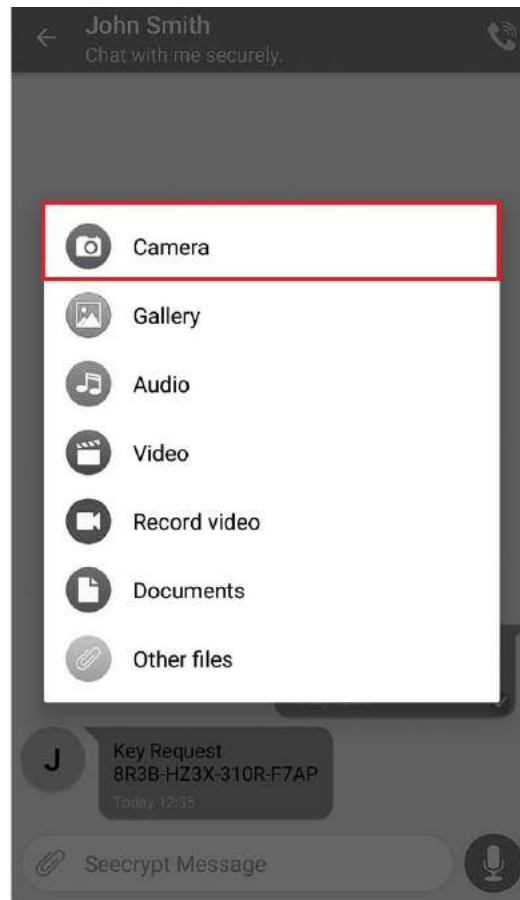 John Smith
Chat with me securely.
Camera
Gallery
Audio
Video
Record video
Documents
Other files
J
Key Request
8R3B-HZ3X-310R-F7AP
Today 12:35
Seecrypt Message